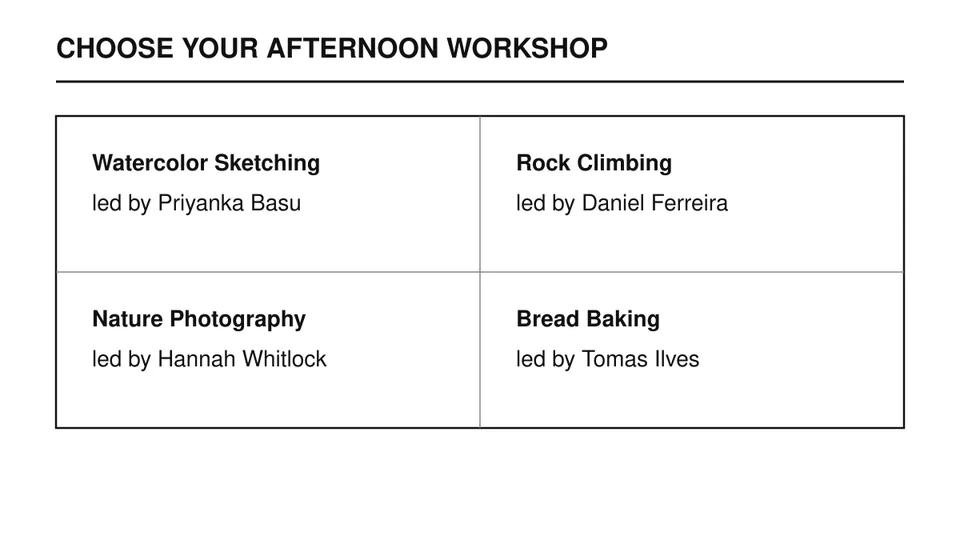 CHOOSE YOUR AFTERNOON WORKSHOP
Watercolor Sketching
led by Priyanka Basu
Rock Climbing
led by Daniel Ferreira
Nature Photography
led by Hannah Whitlock
Bread Baking
led by Tomas Ilves